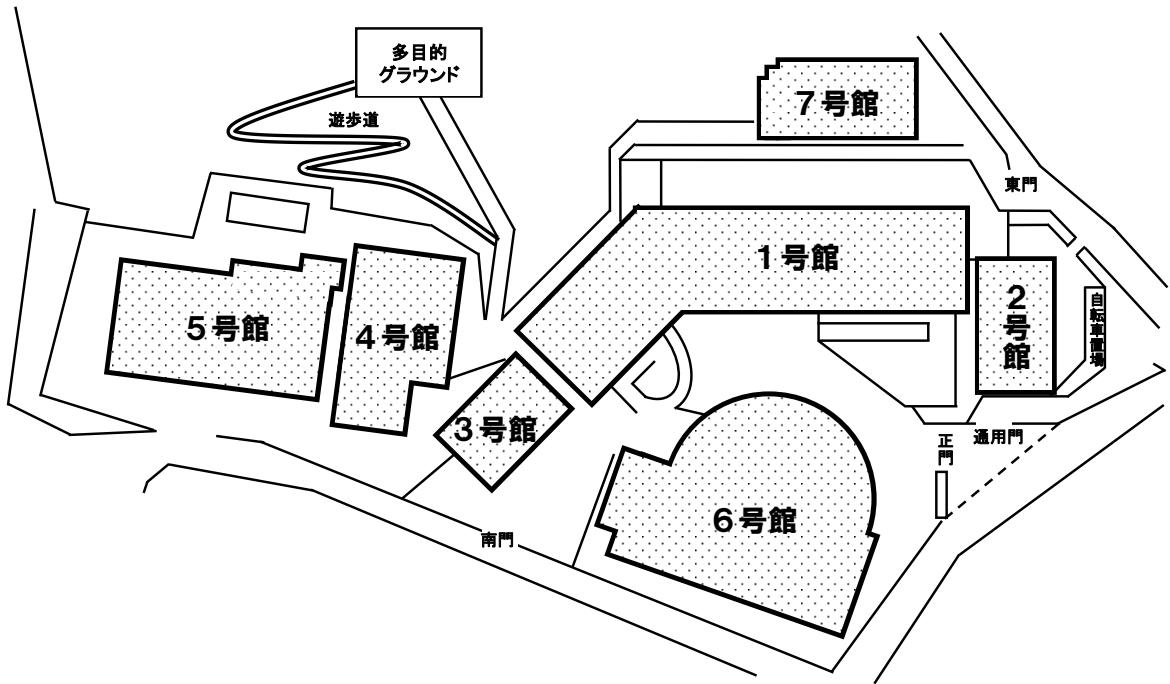 多目的
グラウンド
遊歩道
７号館
東門
１号館
２号館
自転車置場
５号館
４号館
３号館
正門
通用門
６号館
南門